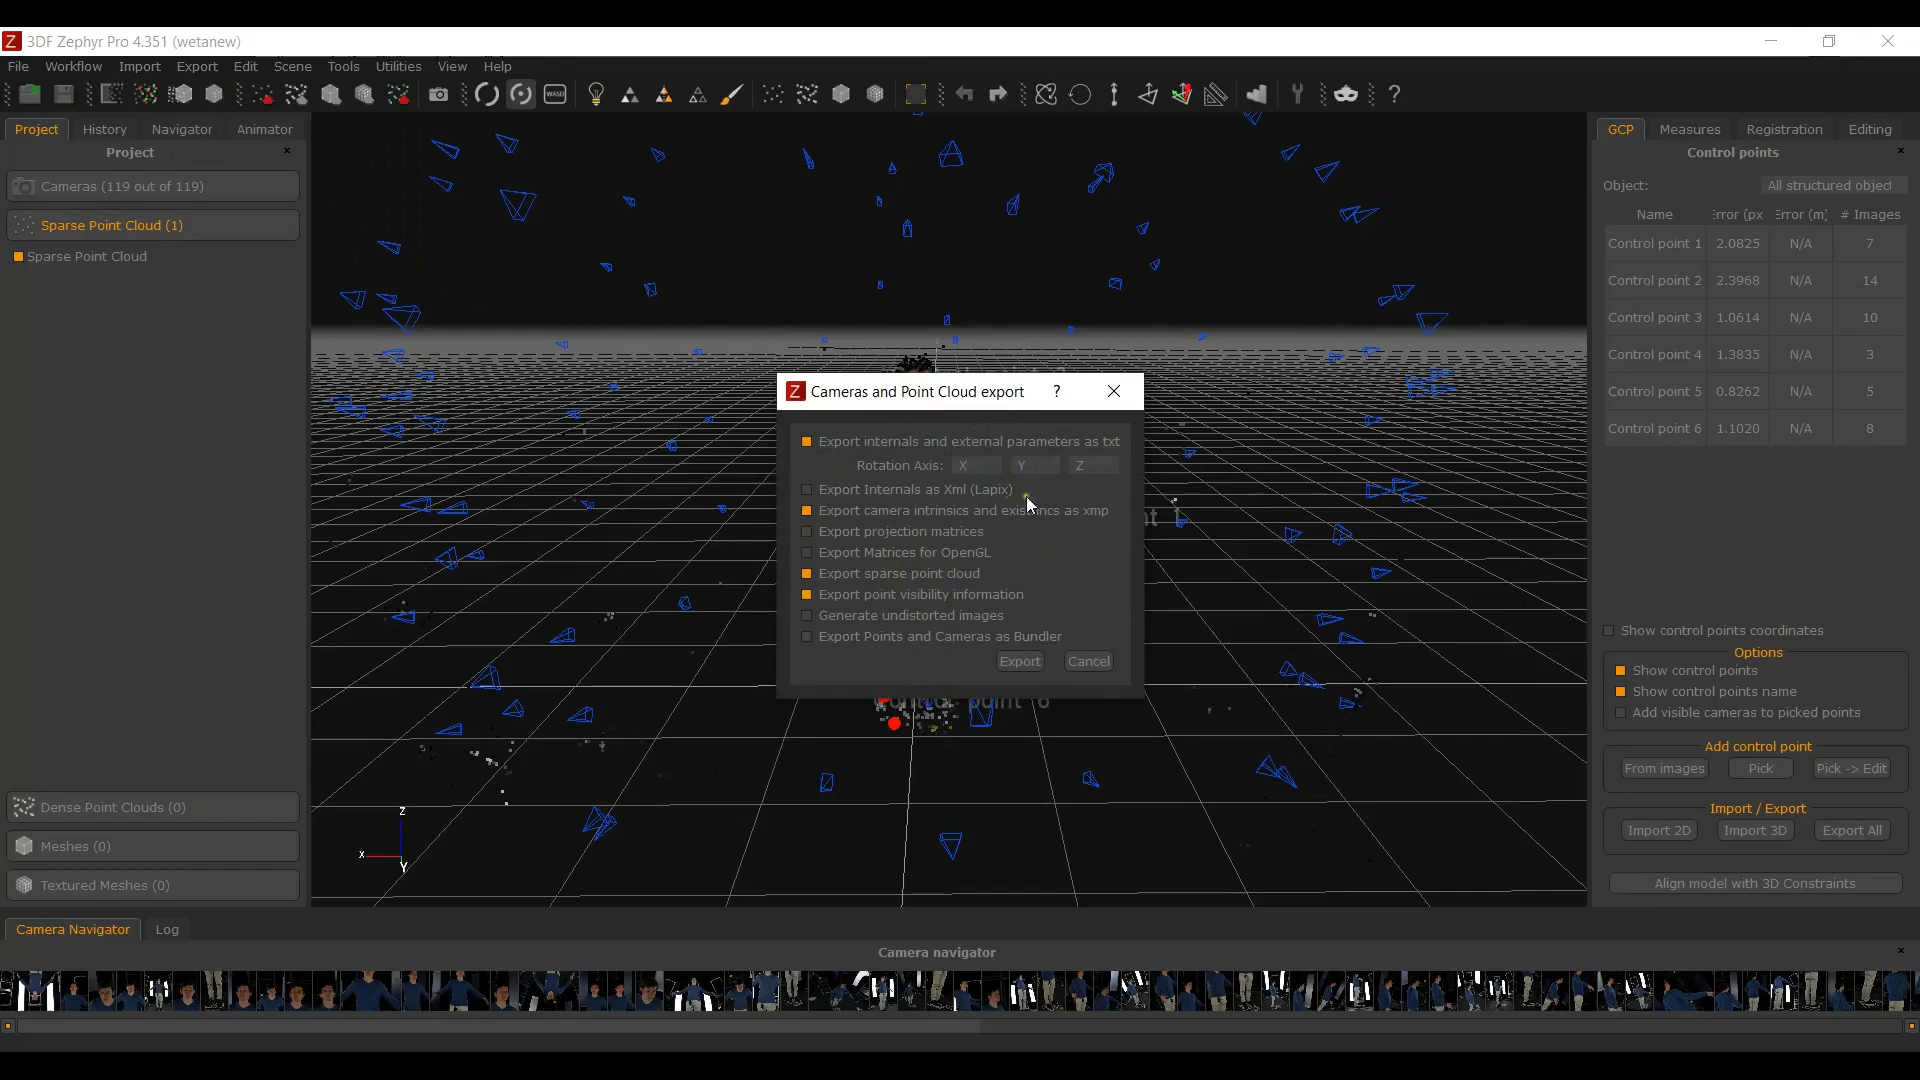 3DF Zephyr Pro 4.351 (wetanew)
File Workflow Import Export Edit Scene Tools Utilities View Help
WASD
Project History Navigator Animator
Project
Cameras (119 out of 119)
Sparse Point Cloud (1)
Sparse Point Cloud
Dense Point Clouds (0)
Meshes (0)
Textured Meshes (0)
Cameras and Point Cloud export
Export internals and external parameters as txt
Rotation Axis: X Y Z
Export Internals as Xml (Lapix)
Export camera intrinsics and as xmp
Export projection matrices
Export Matrices for OpenGL
Export sparse point cloud
Export point visibility information
Generate undistorted images
Export Points and Cameras as Bundler
Export Cancel
Control point 6
Z
X
Y
GCP Measures Registration Editing
Control points
Object: All structured object
Name Error (px Error (m) # Images
Control point 1 2.0825 N/A 7
Control point 2 2.3968 N/A 14
Control point 3 1.0614 N/A 10
Control point 4 1.3835 N/A 3
Control point 5 0.8262 N/A 5
Control point 6 1.1020 N/A 8
Show control points coordinates
Options
Show control points
Show control points name
Add visible cameras to picked points
Add control point
From images Pick Pick -> Edit
Import / Export
Import 2D Import 3D Export All
Align model with 3D Constraints
Camera Navigator Log
Camera navigator